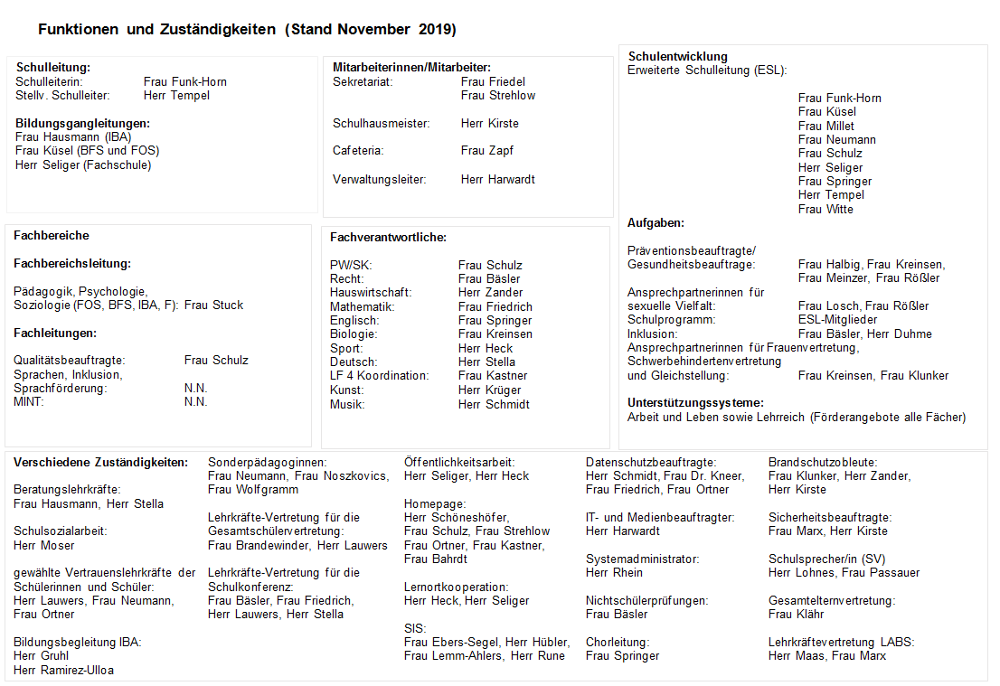 Funktionen und Zuständigkeiten (Stand November 2019)
Schulleitung:
Schulleiterin: Frau Funk-Horn
Stellv. Schulleiter: Herr Tempel
Bildungsgangleitungen:
Frau Hausmann (IBA)
Frau Küsel (BFS und FOS)
Herr Seliger (Fachschule)
Mitarbeiterinnen/Mitarbeiter:
Sekretariat: Frau Friedel
Frau Strehlow
Schulhausmeister: Herr Kirste
Cafeteria: Frau Zapf
Verwaltungsleiter: Herr Harwardt
Schulentwicklung
Erweiterte Schulleitung (ESL):
Frau Funk-Horn
Frau Küsel
Frau Millet
Frau Neumann
Frau Schulz
Herr Seliger
Frau Springer
Herr Tempel
Frau Witte
Aufgaben:
Präventionsbeauftragte/
Gesundheitsbeauftrage: Frau Halbig, Frau Kreinsen,
Frau Meinzer, Frau Rößler
Ansprechpartnerinnen für
sexuelle Vielfalt: Frau Losch, Frau Rößler
Schulprogramm: ESL-Mitglieder
Inklusion: Frau Bäsler, Herr Duhme
Ansprechpartnerinnen für Frauenvertretung,
Schwerbehindertenvertretung
und Gleichstellung: Frau Kreinsen, Frau Klunker
Unterstützungssysteme:
Arbeit und Leben sowie Lehrreich (Förderangebote alle Fächer)
Fachbereiche
Fachbereichsleitung:
Pädagogik, Psychologie,
Soziologie (FOS, BFS, IBA, F): Frau Stuck
Fachleitungen:
Qualitätsbeauftragte: Frau Schulz
Sprachen, Inklusion,
Sprachförderung: N.N.
MINT: N.N.
Fachverantwortliche:
PW/SK: Frau Schulz
Recht: Frau Bäsler
Hauswirtschaft: Herr Zander
Mathematik: Frau Friedrich
Englisch: Frau Springer
Biologie: Frau Kreinsen
Sport: Herr Heck
Deutsch: Herr Stella
LF 4 Koordination: Frau Kastner
Kunst: Herr Krüger
Musik: Herr Schmidt
Verschiedene Zuständigkeiten:
Beratungslehrkräfte:
Frau Hausmann, Herr Stella
Schulsozialarbeit:
Herr Moser
gewählte Vertrauenslehrkräfte der
Schülerinnen und Schüler:
Herr Lauwers, Frau Neumann,
Frau Ortner
Bildungsbegleitung IBA:
Herr Gruhl
Herr Ramirez-Ulloa
Sonderpädagoginnen:
Frau Neumann, Frau Noszkovics,
Frau Wolfgramm
Lehrkräfte-Vertretung für die
Gesamtschülervertretung:
Frau Brandewinder, Herr Lauwers
Lehrkräfte-Vertretung für die
Schulkonferenz:
Frau Bäsler, Frau Friedrich,
Herr Lauwers, Herr Stella
Öffentlichkeitsarbeit:
Herr Seliger, Herr Heck
Homepage:
Herr Schöneshöfer,
Frau Schulz, Frau Strehlow
Frau Ortner, Frau Kastner,
Frau Bahrdt
Lernortkooperation:
Herr Heck, Herr Seliger
SIS:
Frau Ebers-Segel, Herr Hübler,
Frau Lemm-Ahlers, Herr Rune
Datenschutzbeauftragte:
Herr Schmidt, Frau Dr. Kneer,
Frau Friedrich, Frau Ortner
IT- und Medienbeauftragter:
Herr Harwardt
Systemadministrator:
Herr Rhein
Nichtschülerprüfungen:
Frau Bäsler
Chorleitung:
Frau Springer
Brandschutzobleute:
Frau Klunker, Herr Zander,
Herr Kirste
Sicherheitsbeauftragte:
Frau Marx, Herr Kirste
Schulsprecher/in (SV)
Herr Lohnes, Frau Passauer
Gesamtelternvertretung:
Frau Klähr
Lehrkräftevertretung LABS:
Herr Maas, Frau Marx